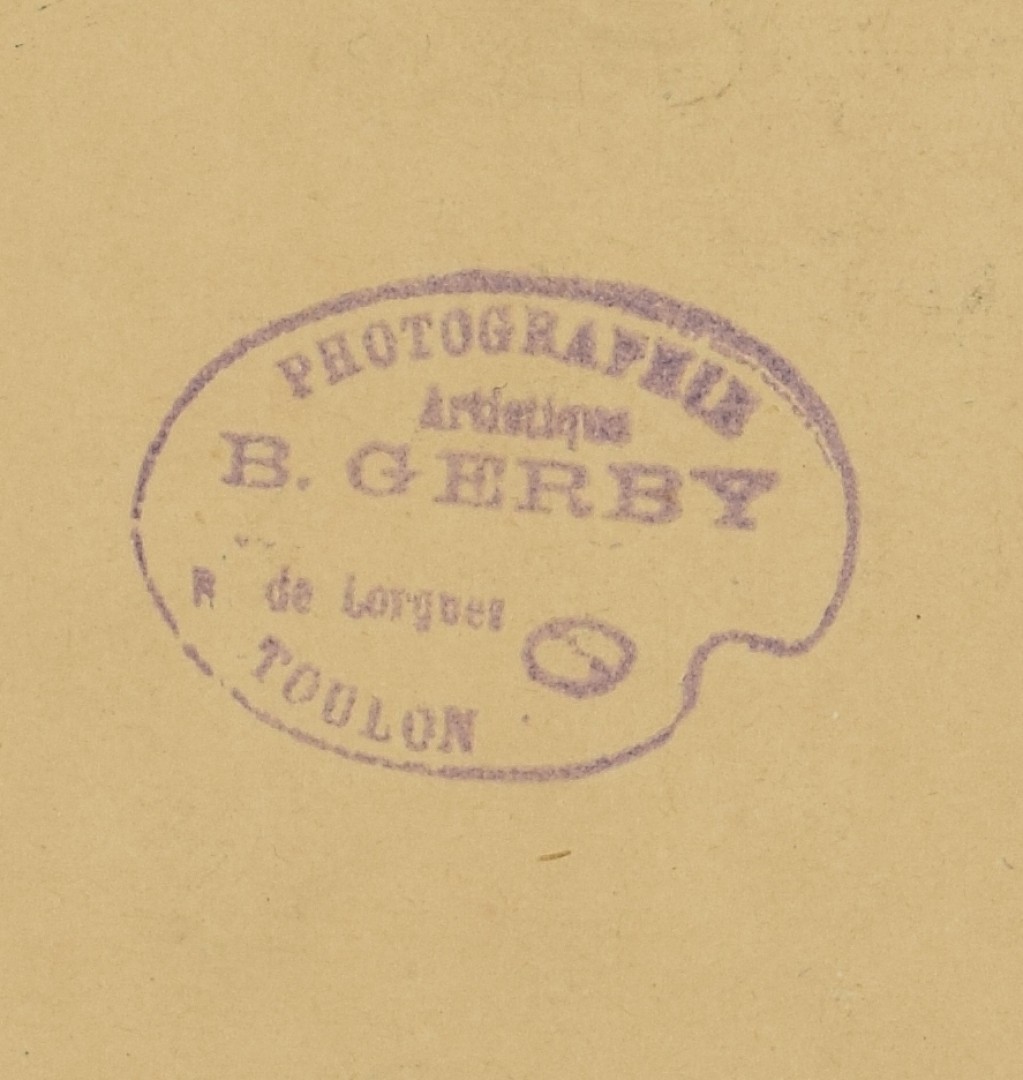 PHOTOGRAPHIE
Artistique
B. GERBY
R de Lorgues
TOULON